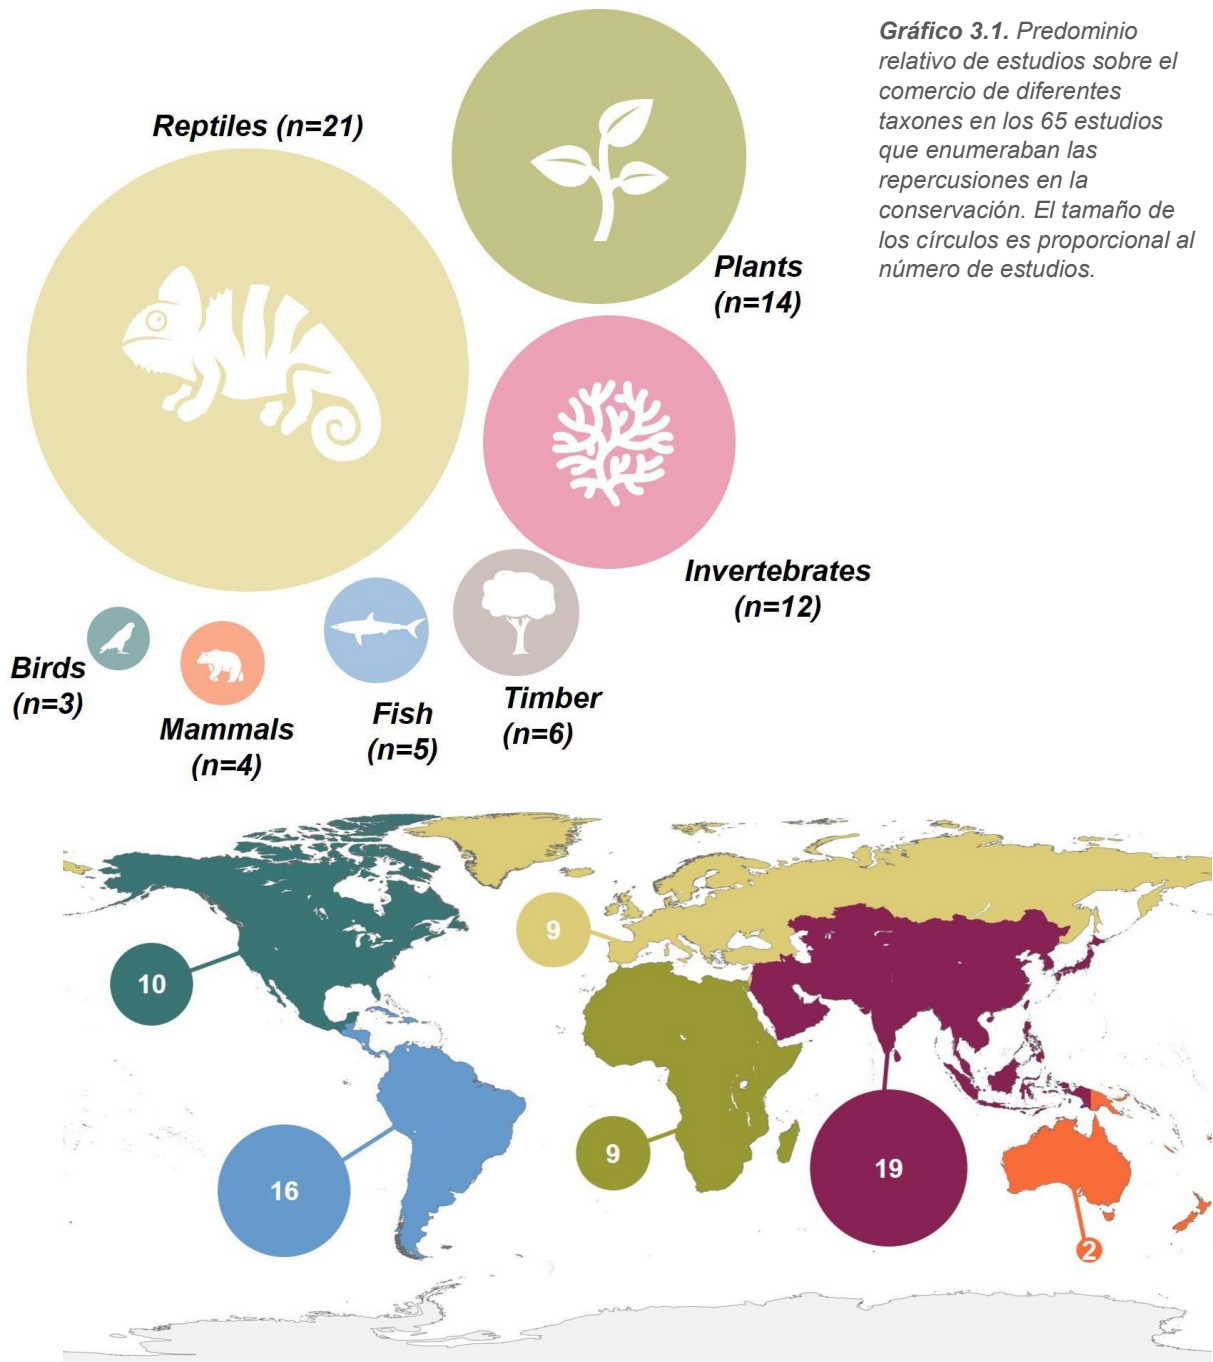 Gráfico 3.1. Predominio
relativo de estudios sobre el
comercio de diferentes
taxones en los 65 estudios
que enumeraban las
repercusiones en la
conservación. El tamaño de
los círculos es proporcional al
número de estudios.
Reptiles (n=21)
Plants
(n=14)
Invertebrates
(n=12)
Birds
(n=3)
Mammals
(n=4)
Fish
(n=5)
Timber
(n=6)
10
9
16
9
19
2